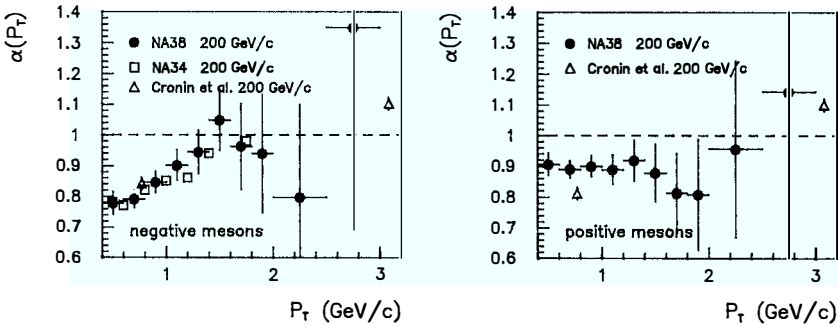 α(P_T)
1.4
1.3
1.2
1.1
1
0.9
0.8
0.7
0.6
NA38 200 GeV/c
NA34 200 GeV/c
Cronin et al. 200 GeV/c
negative mesons
1
2
3
P_T (GeV/c)
α(P_T)
1.4
1.3
1.2
1.1
1
0.9
0.8
0.7
0.6
NA38 200 GeV/c
Cronin et al. 200 GeV/c
positive mesons
1
2
3
P_T (GeV/c)